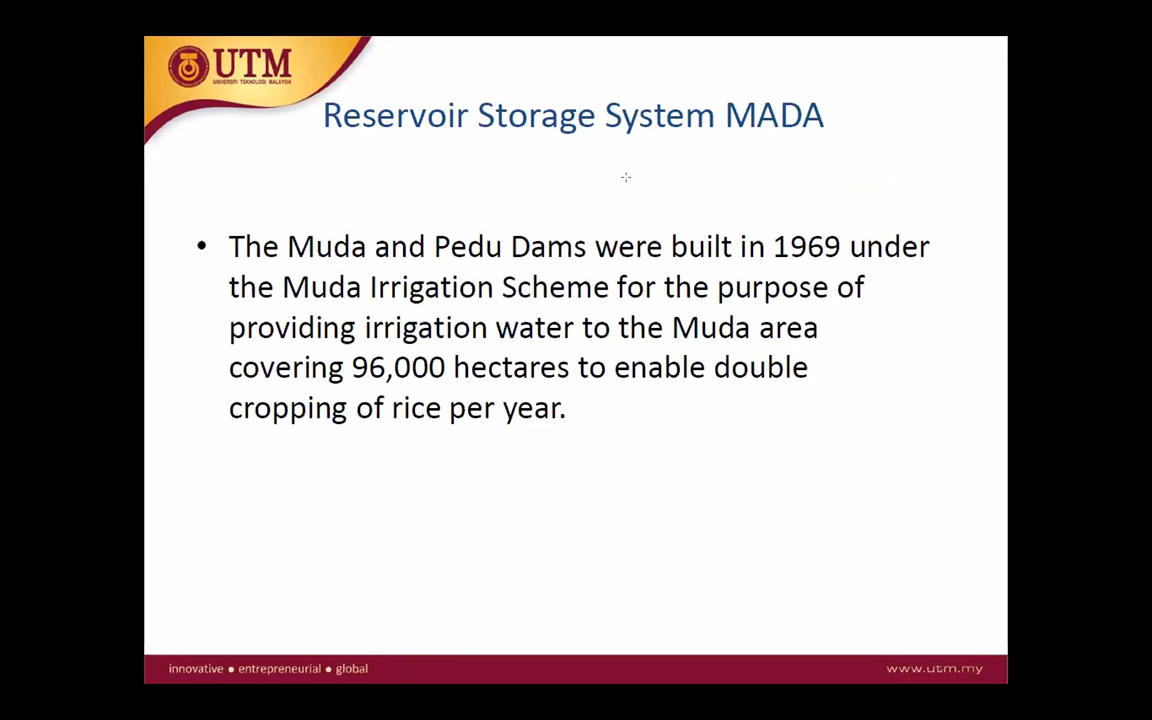 UTM
UNIVERSITI TEKNOLOGI MALAYSIA
Reservoir Storage System MADA
• The Muda and Pedu Dams were built in 1969 under
the Muda Irrigation Scheme for the purpose of
providing irrigation water to the Muda area
covering 96,000 hectares to enable double
cropping of rice per year.
innovative ● entrepreneurial ● global
www.utm.my